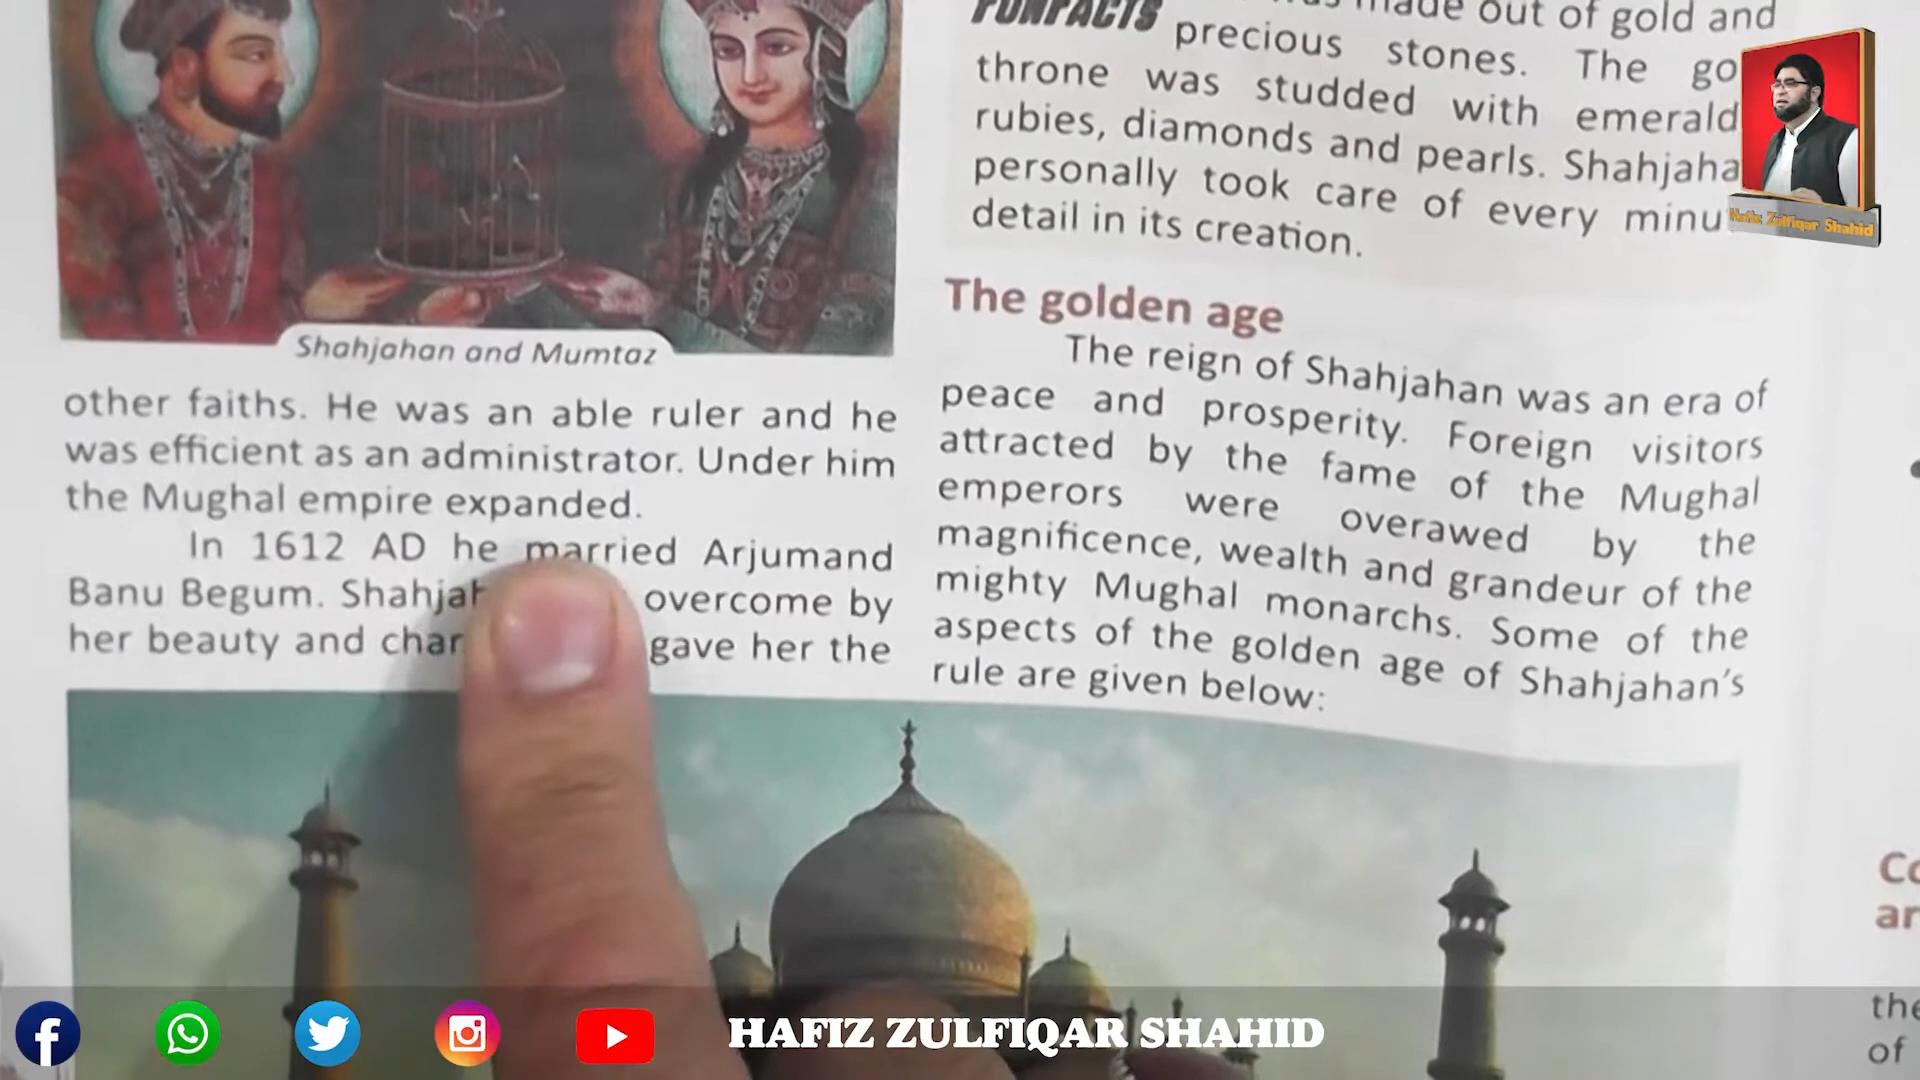 Shahjahan and Mumtaz
other faiths. He was an able ruler and he
was efficient as an administrator. Under him
the Mughal empire expanded.
In 1612 AD he married Arjumand
Banu Begum. overcome by
her beauty and gave her the
FUNFACTS
made out of gold and
precious stones. The
throne was studded with
rubies, diamonds and pearls.
personally took care of every
detail in its creation.
The golden age
The reign of Shahjahan was an era of
peace and prosperity. Foreign visitors
attracted by the fame of the Mughal
emperors were overawed by the
magnificence, wealth and grandeur of the
mighty Mughal monarchs. Some of the
aspects of the golden age of Shahjahan's
rule are given below:
of
Hafiz Zulfiqar Shahid
HAFIZ ZULFIQAR SHAHID